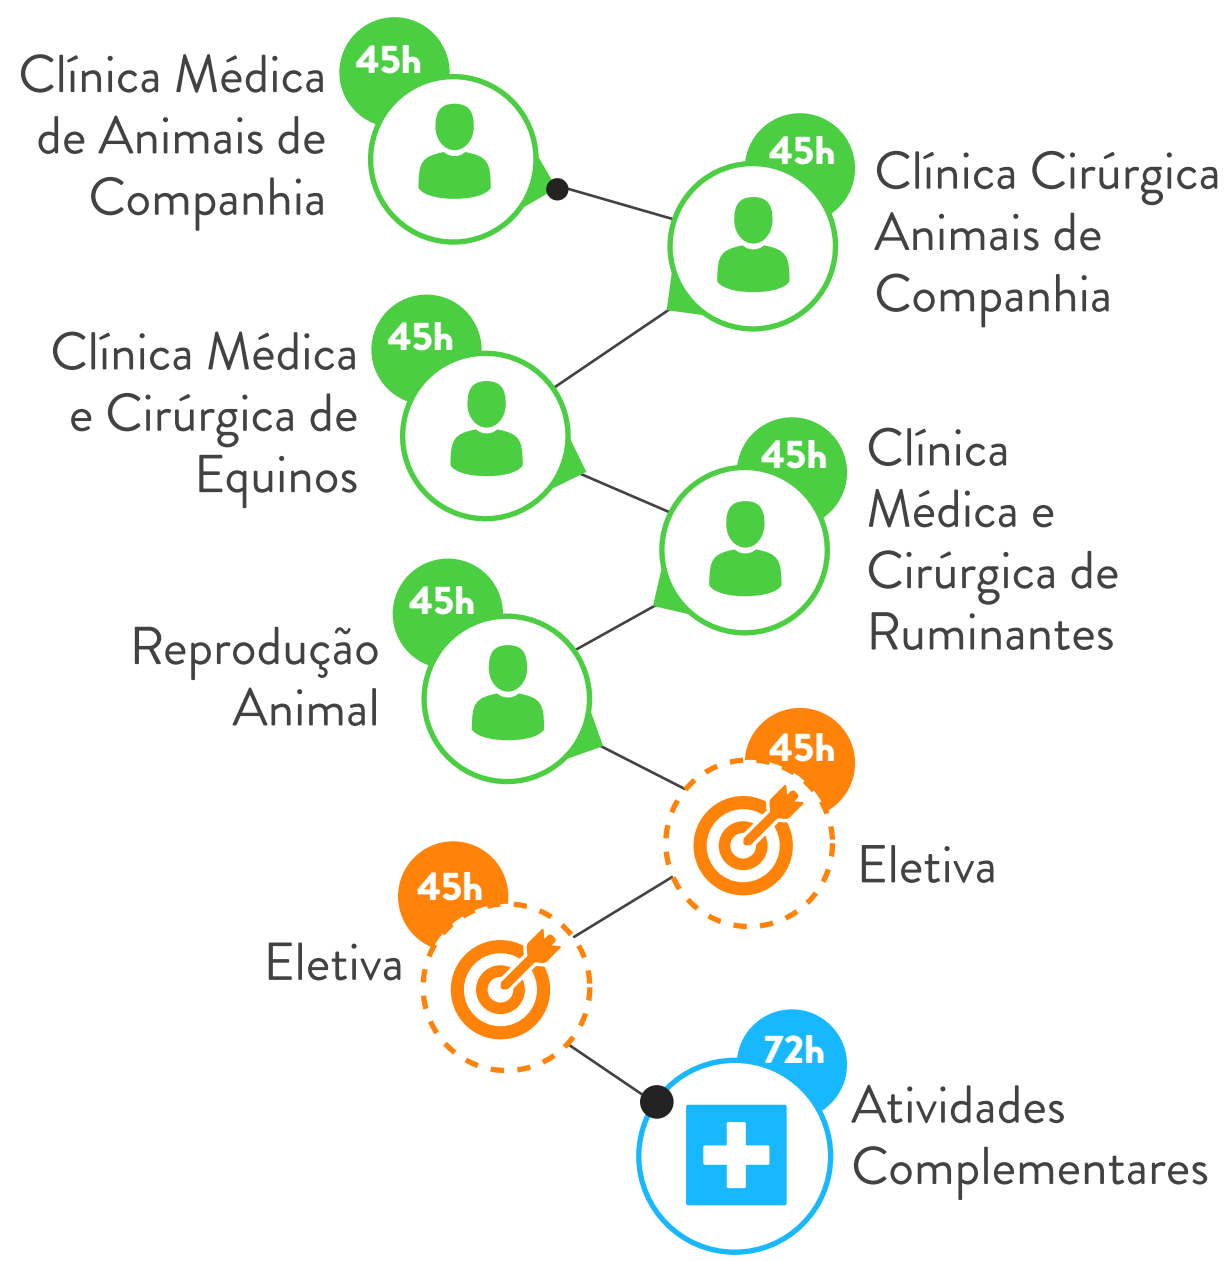 45h
Clínica Médica
de Animais de
Companhia
45h
Clínica Cirúrgica
Animais de
Companhia
45h
Clínica Médica
e Cirúrgica de
Equinos
45h
Clínica
Médica e
Cirúrgica de
Ruminantes
45h
Reprodução
Animal
45h
Eletiva
45h
Eletiva
72h
Atividades
Complementares